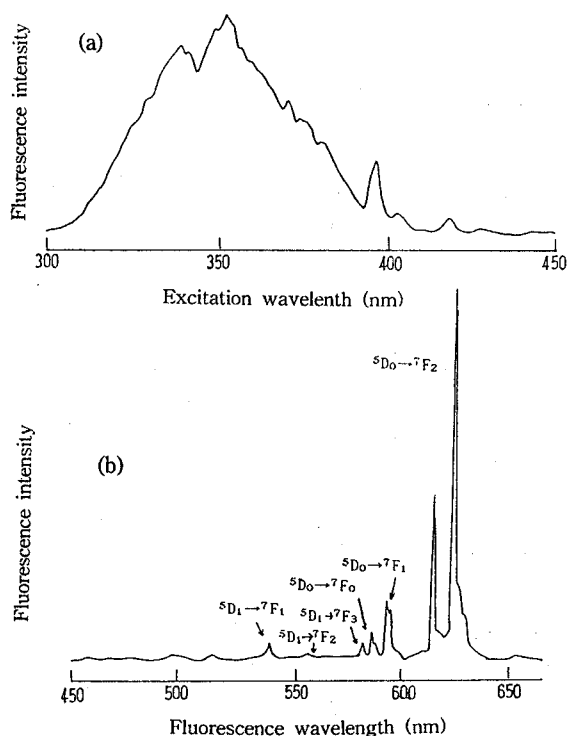 (a)
Fluorescence intensity
300 350 400 450
Excitation wavelenth (nm)
⁵D₀→⁷F₂
Fluorescence intensity
(b)
⁵D₀→⁷F₁
⁵D₀→⁷F₀
⁵D₁→⁷F₁ ⁵D₁→⁷F₃
⁵D₁→⁷F₂
450 500 550 600 650
Fluorescence wavelength (nm)